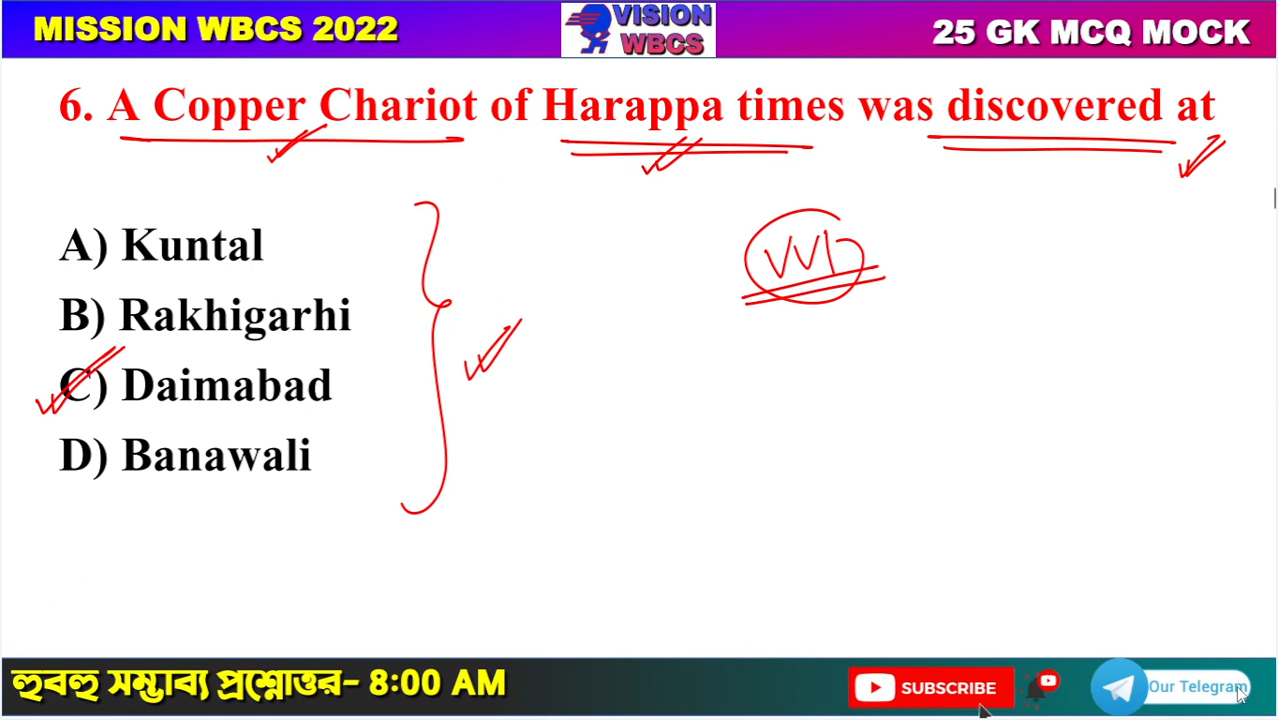 MISSION WBCS 2022
VISION
WBCS
25 GK MCQ MOCK
6. A Copper Chariot of Harappa times was discovered at
A) Kuntal
B) Rakhigarhi
C) Daimabad
D) Banawali
হুবহু সম্ভাব্য প্রশ্নোত্তর- 8:00 AM
SUBSCRIBE
Our Telegram